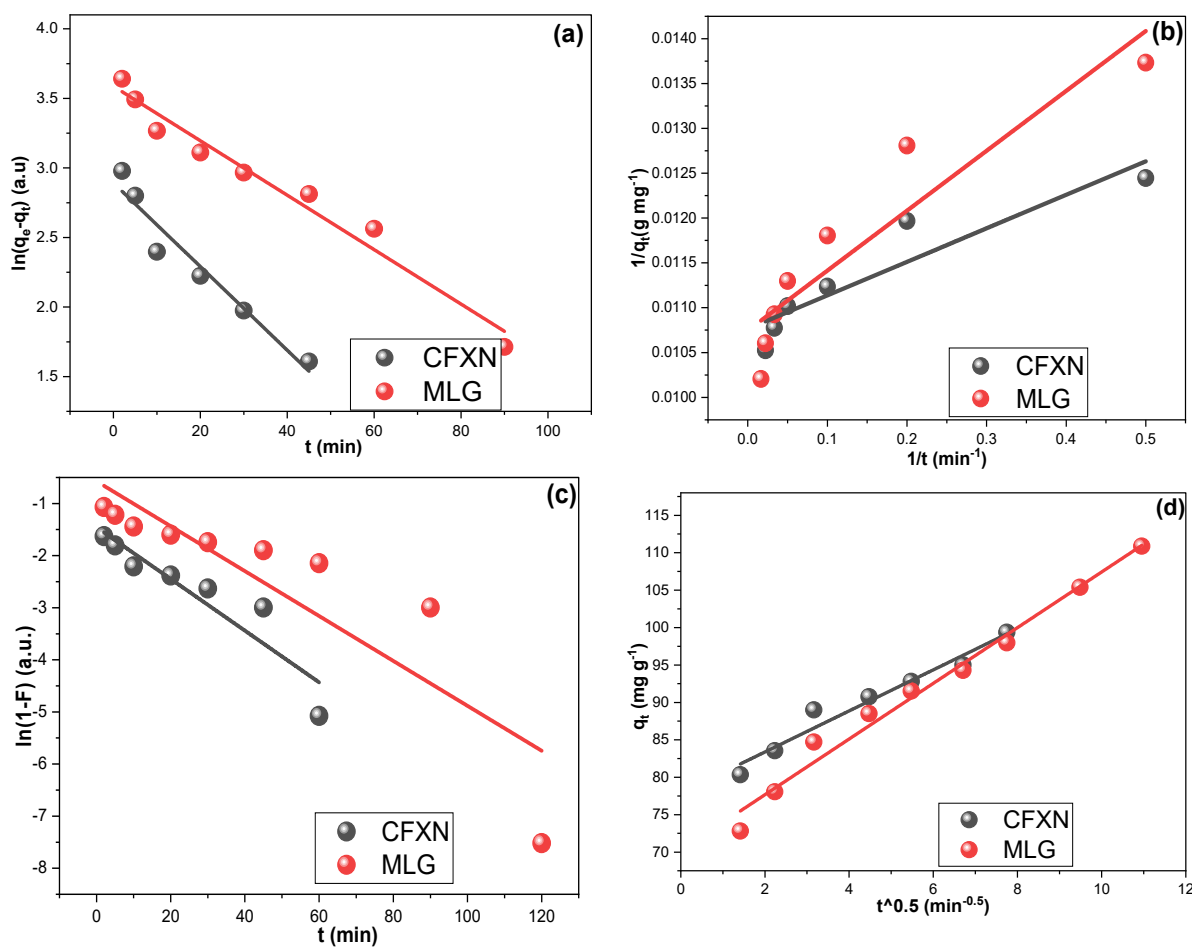 (a)
4.0
3.5
3.0
2.5
2.0
1.5
ln(qe-qt) (a.u)
0 20 40 60 80 100
t (min)
CFXN
MLG
(b)
0.0140
0.0135
0.0130
0.0125
0.0120
0.0115
0.0110
0.0105
0.0100
1/qt(g mg-1)
0.0 0.1 0.2 0.3 0.4 0.5
1/t (min-1)
CFXN
MLG
(c)
-1
-2
-3
-4
-5
-6
-7
-8
ln(1-F) (a.u.)
0 20 40 60 80 100 120
t (min)
CFXN
MLG
(d)
115
110
105
100
95
90
85
80
75
70
qt (mg g-1)
0 2 4 6 8 10 12
t^0.5 (min-0.5)
CFXN
MLG